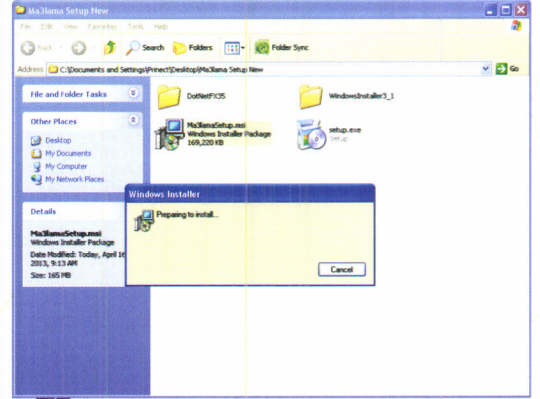 Ma3lama Setup New
File Edit View Favorites Tools Help
Back Search Folders Folder Sync
Address C:\Documents and Settings\Prinect\Desktop\Ma3lama Setup New Go
File and Folder Tasks
DotNetFX35
WindowsInstaller3_1
Other Places
Desktop
My Documents
My Computer
My Network Places
Ma3lamaSetup.msi
Windows Installer Package
169,220 KB
setup.exe
Setup
Windows Installer
Preparing to install...
Cancel
Details
Ma3lamaSetup.msi
Windows Installer Package
Date Modified: Today, April 16
2013, 9:13 AM
Size: 165 MB